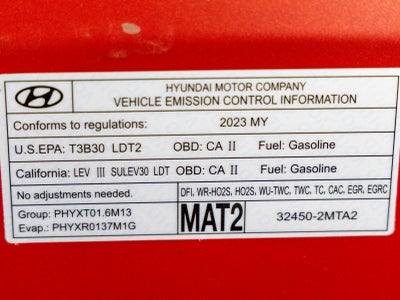 HYUNDAI MOTOR COMPANY
VEHICLE EMISSION CONTROL INFORMATION
Conforms to regulations: 2023 MY
U.S.EPA: T3B30 LDT2 OBD: CA II Fuel: Gasoline
California: LEV III SULEV30 LDT OBD: CA II Fuel: Gasoline
No adjustments needed. DFI, WR-HO2S, HO2S, WU-TWC, TWC, TC, CAC, EGR, EGRC
Group: PHYXT01.6M13
Evap.: PHYXR0137M1G
MAT2 32450-2MTA2